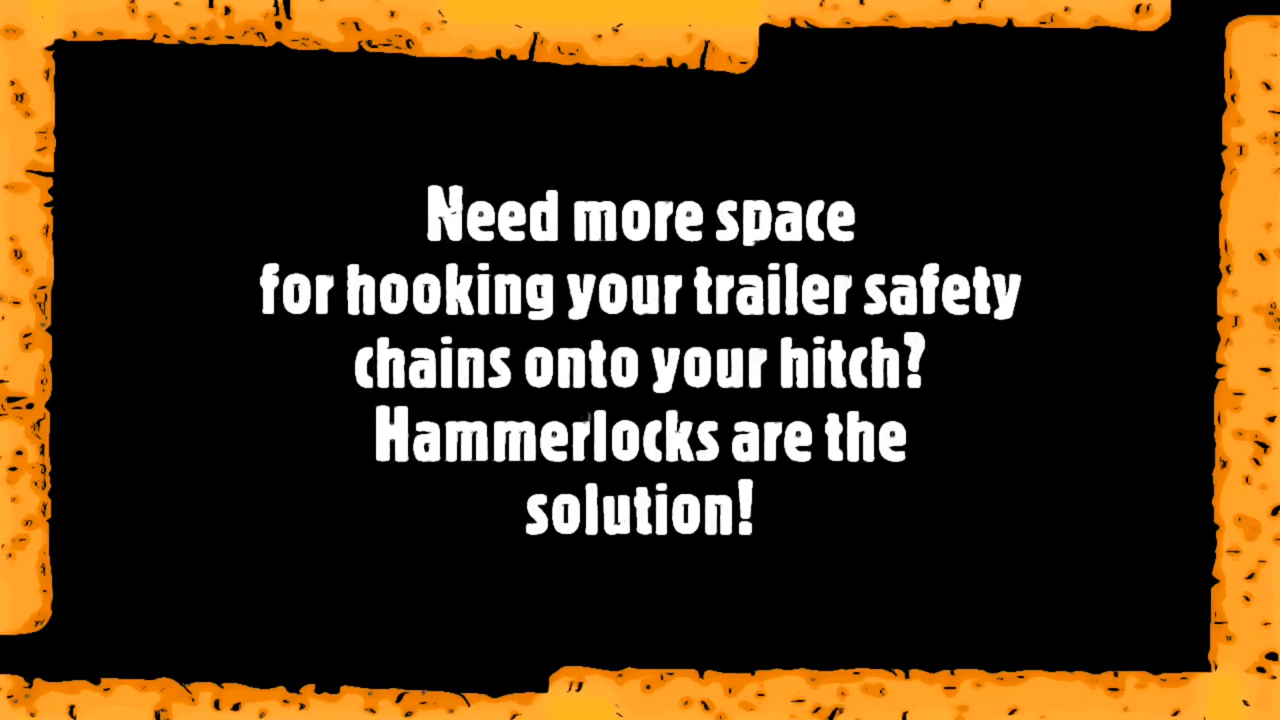 Need more space
for hooking your trailer safety
chains onto your hitch?
Hammerlocks are the
solution!